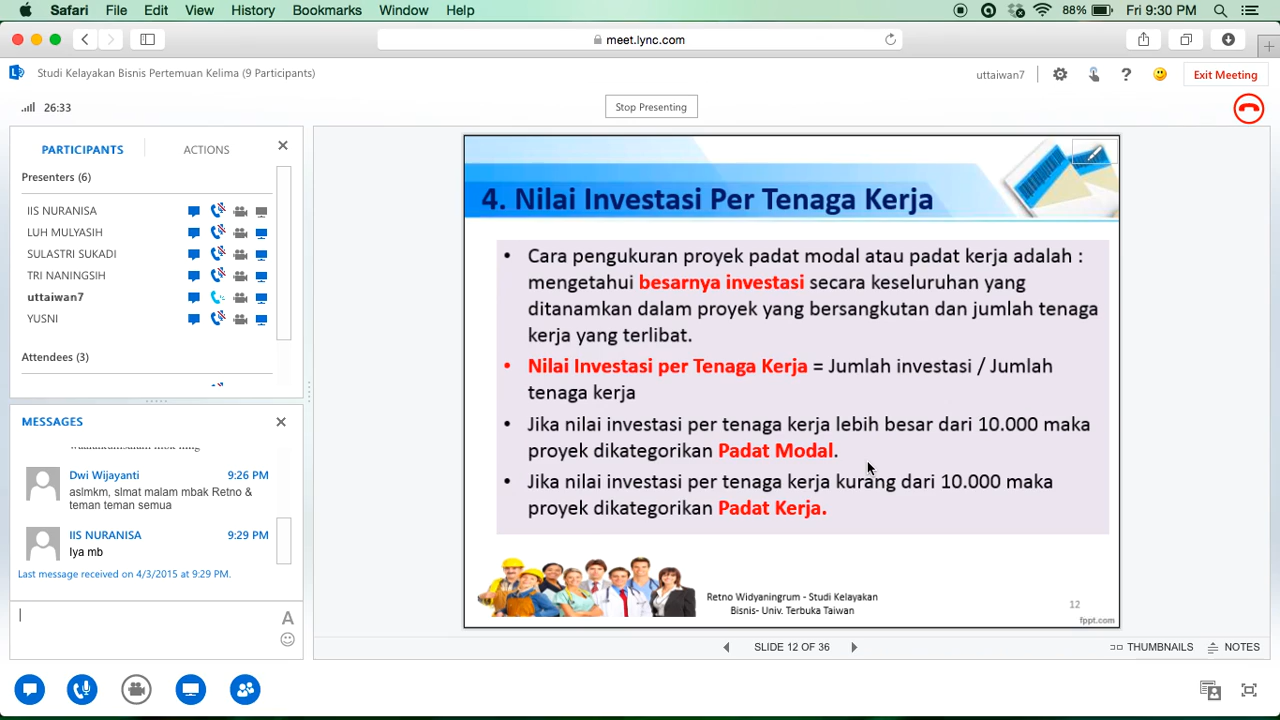 Safari File Edit View History Bookmarks Window Help 88% Fri 9:30 PM
meet.lync.com
Studi Kelayakan Bisnis Pertemuan Kelima (9 Participants)
uttaiwan7 ? Exit Meeting
26:33
Stop Presenting
PARTICIPANTS ACTIONS
Presenters (6)
IIS NURANISA
LUH MULYASIH
SULASTRI SUKADI
TRI NANINGSIH
uttaiwan7
YUSNI
Attendees (3)
MESSAGES
Dwi Wijayanti 9:26 PM
aslmkm, slmat malam mbak Retno &
teman teman semua
IIS NURANISA 9:29 PM
Iya mb
Last message received on 4/3/2015 at 9:29 PM.
A
4. Nilai Investasi Per Tenaga Kerja
• Cara pengukuran proyek padat modal atau padat kerja adalah :
mengetahui besarnya investasi secara keseluruhan yang
ditanamkan dalam proyek yang bersangkutan dan jumlah tenaga
kerja yang terlibat.
• Nilai Investasi per Tenaga Kerja = Jumlah investasi / Jumlah
tenaga kerja
• Jika nilai investasi per tenaga kerja lebih besar dari 10.000 maka
proyek dikategorikan Padat Modal.
• Jika nilai investasi per tenaga kerja kurang dari 10.000 maka
proyek dikategorikan Padat Kerja.
Retno Widyaningrum - Studi Kelayakan
Bisnis- Univ. Terbuka Taiwan
12
fppt.com
SLIDE 12 OF 36
THUMBNAILS NOTES